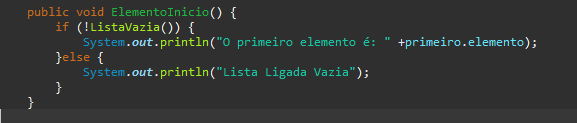 public void ElementoInicio() {
if (!ListaVazia()) {
System.out.println("O primeiro elemento é: " +primeiro.elemento);
}else {
System.out.println("Lista Ligada Vazia");
}
}